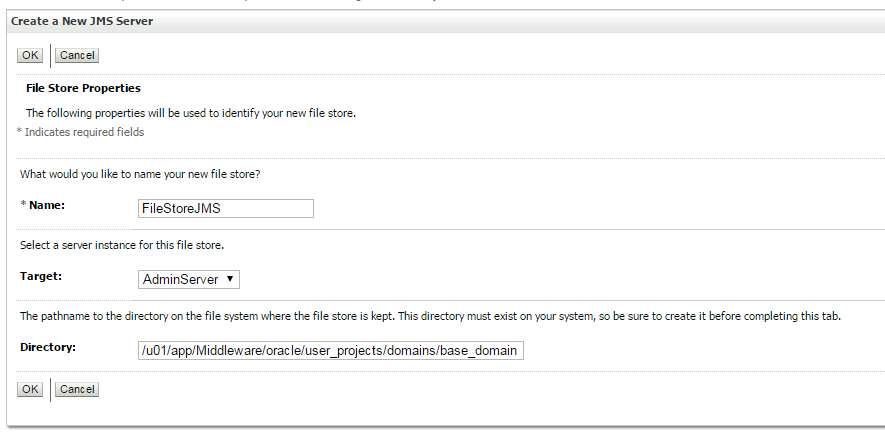 Create a New JMS Server
OK Cancel
File Store Properties
The following properties will be used to identify your new file store.
* Indicates required fields
What would you like to name your new file store?
* Name: FileStoreJMS
Select a server instance for this file store.
Target: AdminServer
The pathname to the directory on the file system where the file store is kept. This directory must exist on your system, so be sure to create it before completing this tab.
Directory: /u01/app/Middleware/oracle/user_projects/domains/base_domain
OK Cancel